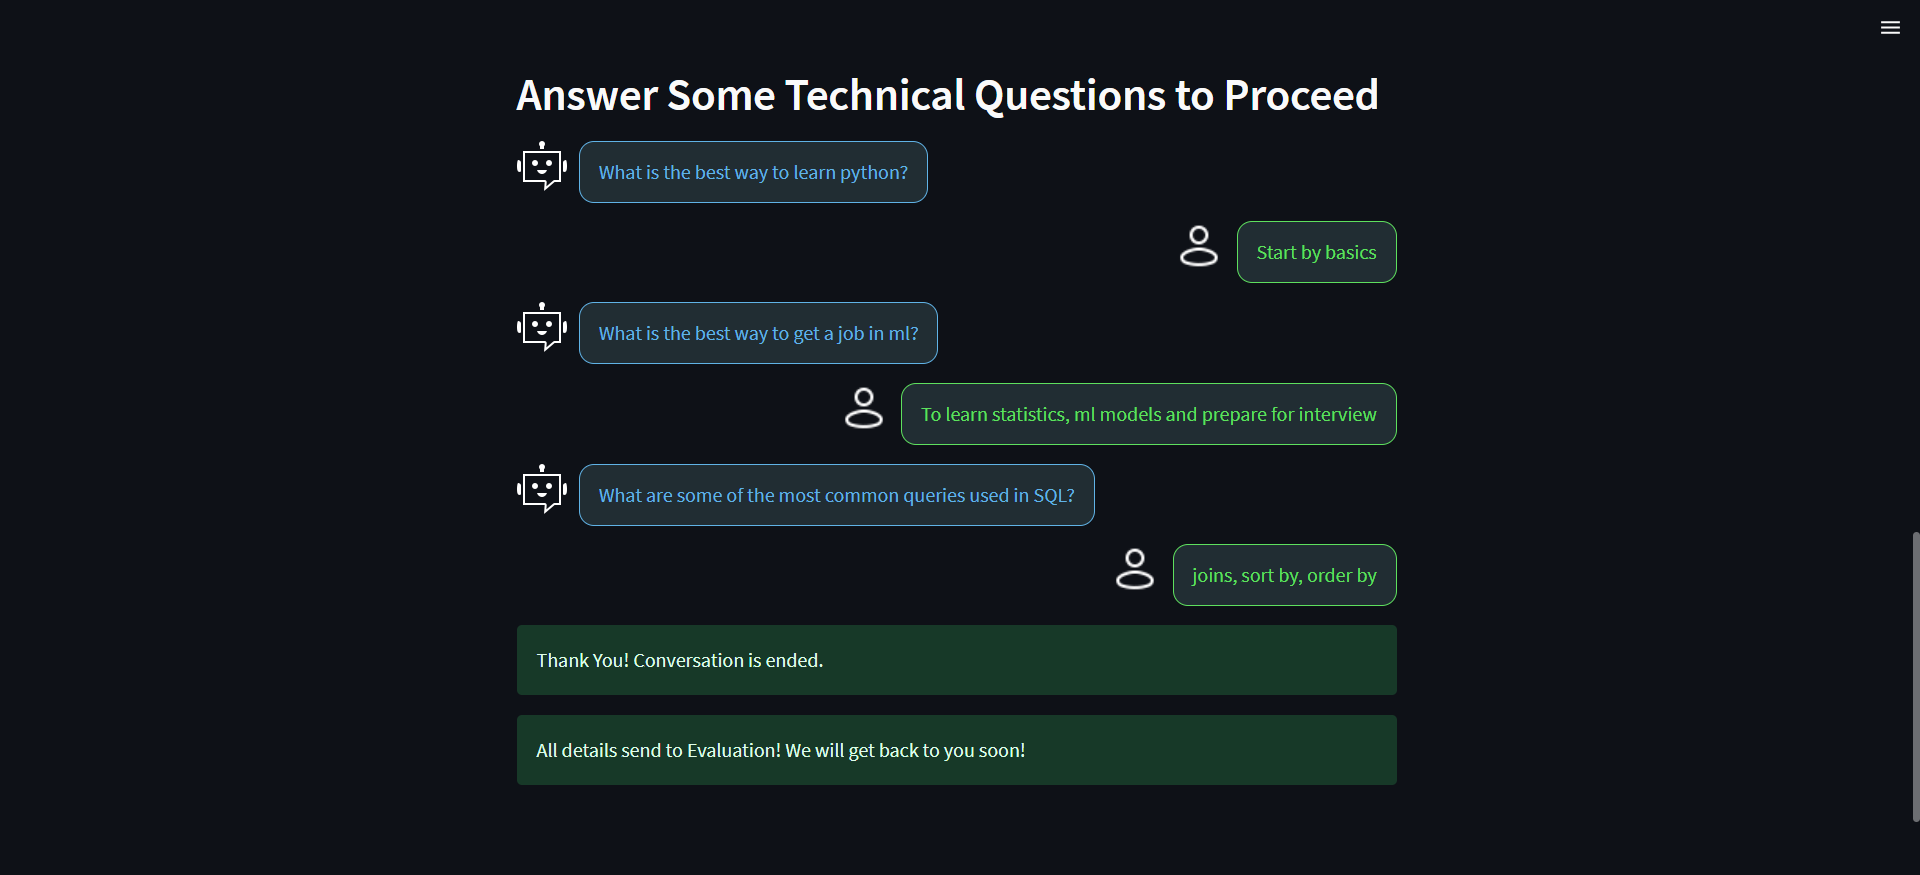 Answer Some Technical Questions to Proceed
What is the best way to learn python?
Start by basics
What is the best way to get a job in ml?
To learn statistics, ml models and prepare for interview
What are some of the most common queries used in SQL?
joins, sort by, order by
Thank You! Conversation is ended.
All details send to Evaluation! We will get back to you soon!